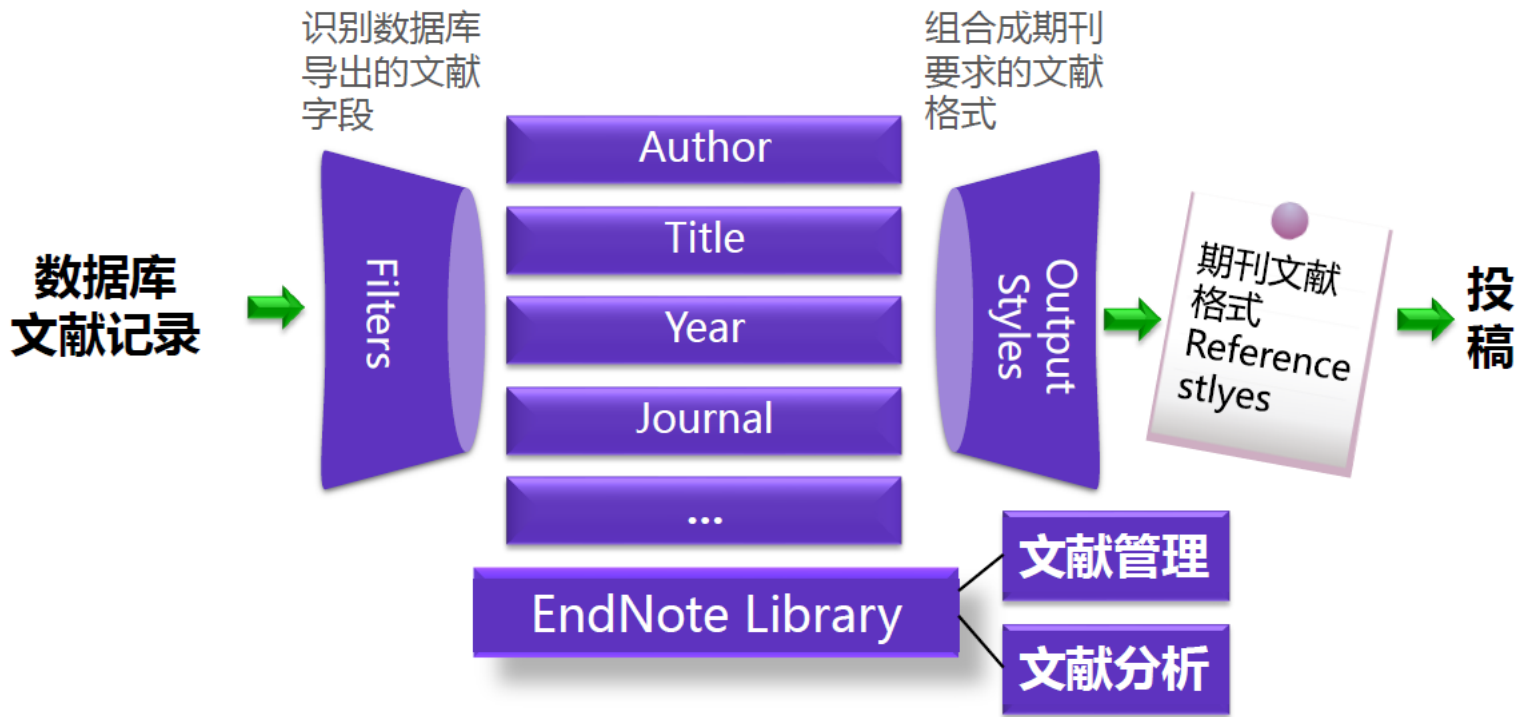 识别数据库
导出的文献
字段
组合成期刊
要求的文献
格式
数据库
文献记录
Filters
Author
Title
Year
Journal
...
EndNote Library
Output
Styles
期刊文献
格式
Reference
stlyes
投
稿
文献管理
文献分析